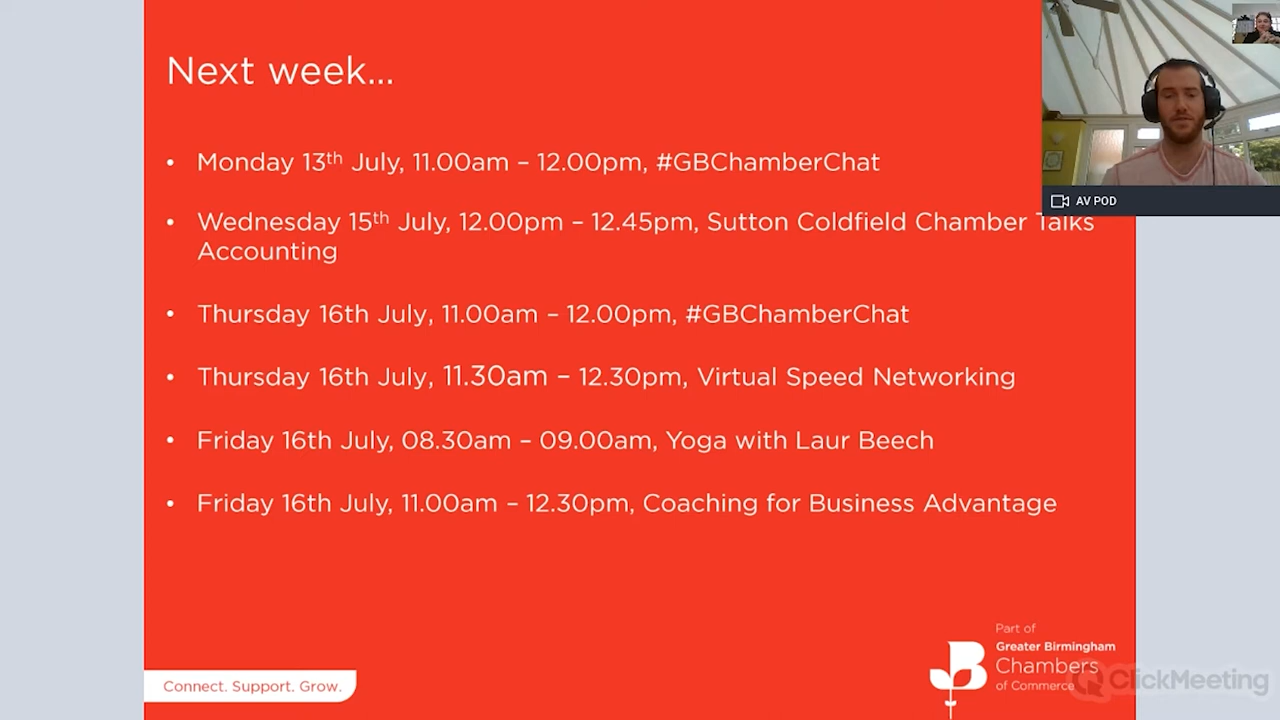 Next week...
• Monday 13th July, 11.00am – 12.00pm, #GBChamberChat
• Wednesday 15th July, 12.00pm – 12.45pm, Sutton Coldfield Chamber Talks
Accounting
• Thursday 16th July, 11.00am – 12.00pm, #GBChamberChat
• Thursday 16th July, 11.30am – 12.30pm, Virtual Speed Networking
• Friday 16th July, 08.30am – 09.00am, Yoga with Laur Beech
• Friday 16th July, 11.00am – 12.30pm, Coaching for Business Advantage
AV POD
Connect. Support. Grow.
Part of
Greater Birmingham
Chambers
of Commerce
ClickMeeting